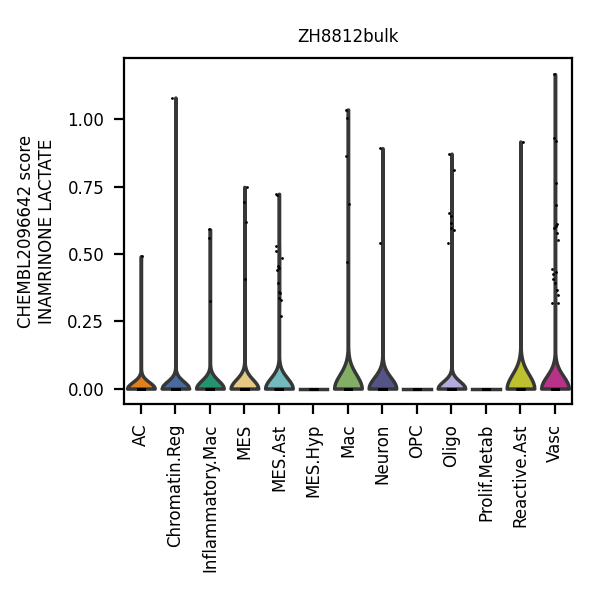 ZH8812bulk
CHEMBL2096642 score
INAMRINONE LACTATE
1.00
0.75
0.50
0.25
0.00
AC
Chromatin.Reg
Inflammatory.Mac
MES
MES.Ast
MES.Hyp
Mac
Neuron
OPC
Oligo
Prolif.Metab
Reactive.Ast
Vasc